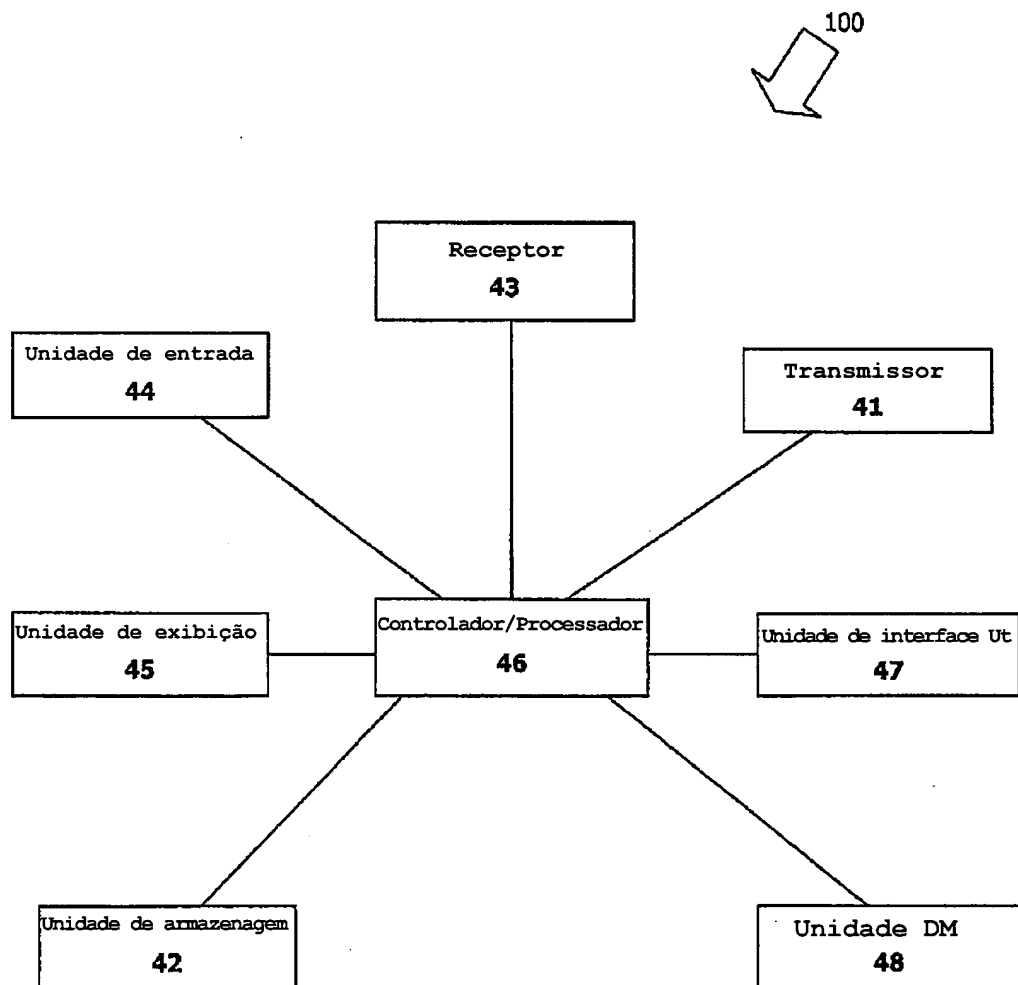 100
Receptor
43
Unidade de entrada
44
Transmissor
41
Unidade de exibição
45
Controlador/Processador
46
Unidade de interface Ut
47
Unidade de armazenagem
42
Unidade DM
48